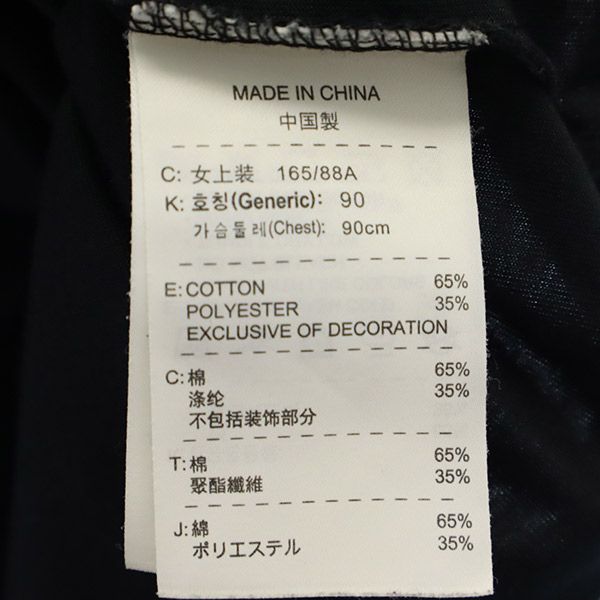 MADE IN CHINA
中国製
C: 女上装 165/88A
K: 호칭(Generic): 90
가슴둘레(Chest): 90cm
E: COTTON 65%
POLYESTER 35%
EXCLUSIVE OF DECORATION
C: 棉 65%
涤纶 35%
不包括装饰部分
T: 棉 65%
聚酯纖維 35%
J: 綿 65%
ポリエステル 35%